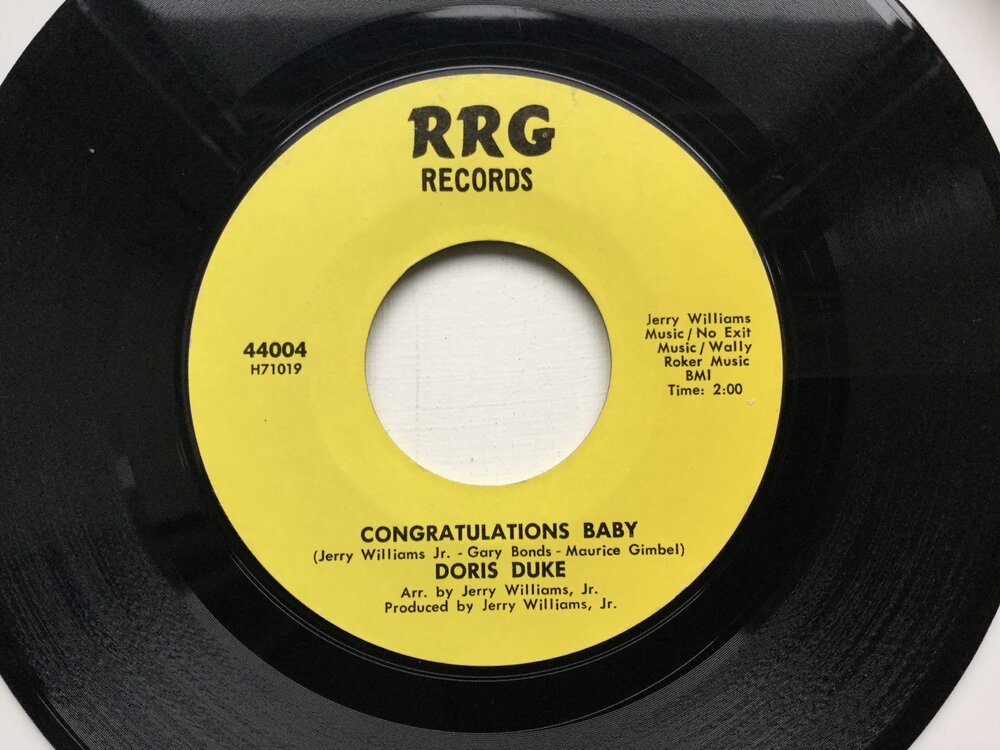 RRG
RECORDS
44004
H71019
Jerry Williams
Music/No Exit
Music/Wally
Roker Music
BMI
Time: 2:00
CONGRATULATIONS BABY
(Jerry Williams Jr. - Gary Bonds - Maurice Gimbel)
DORIS DUKE
Arr. by Jerry Williams, Jr.
Produced by Jerry Williams, Jr.